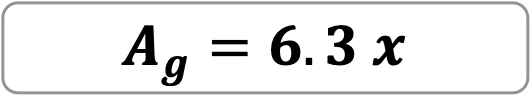 A_g = 6.3 x